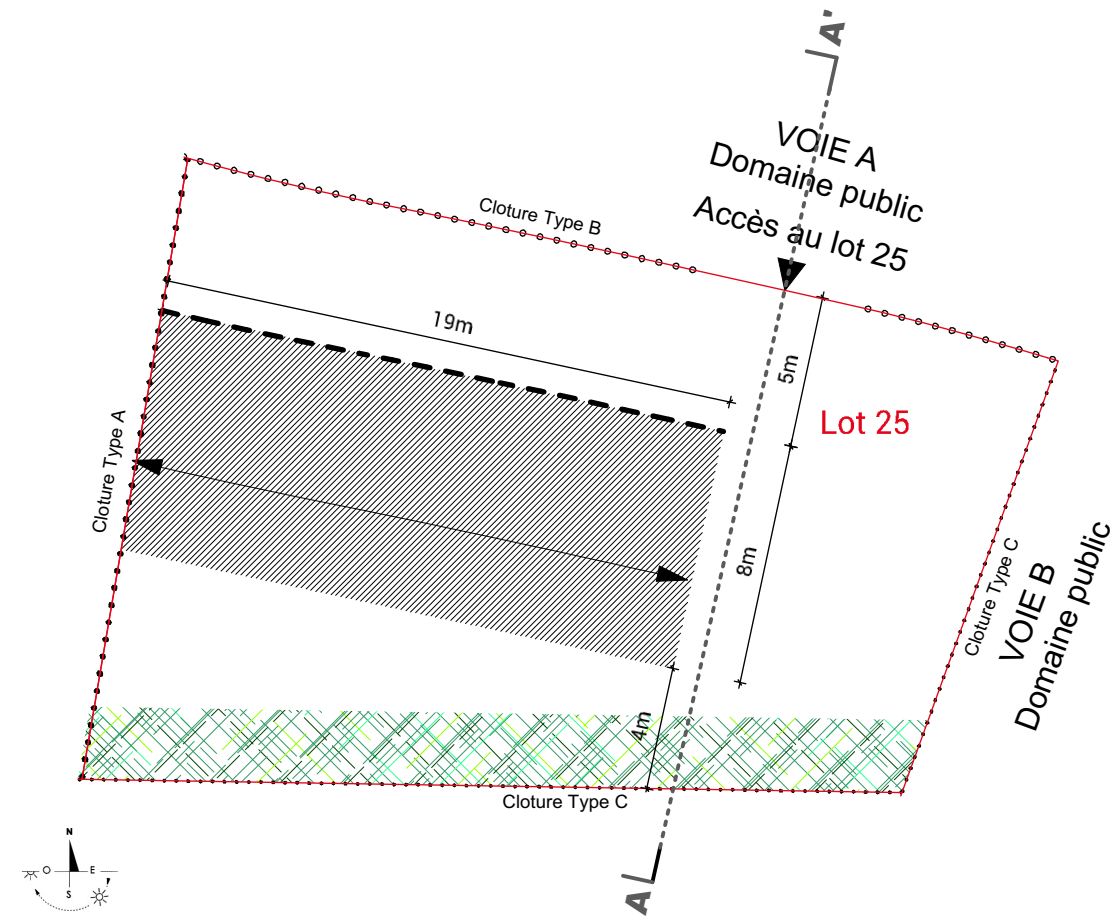 A'
VOIE A
Domaine public
Accès au lot 25
Cloture Type B
19m
5m
Lot 25
Cloture Type A
8m
Cloture Type C
VOIE B
Domaine public
4m
Cloture Type C
N
O
E
S
A